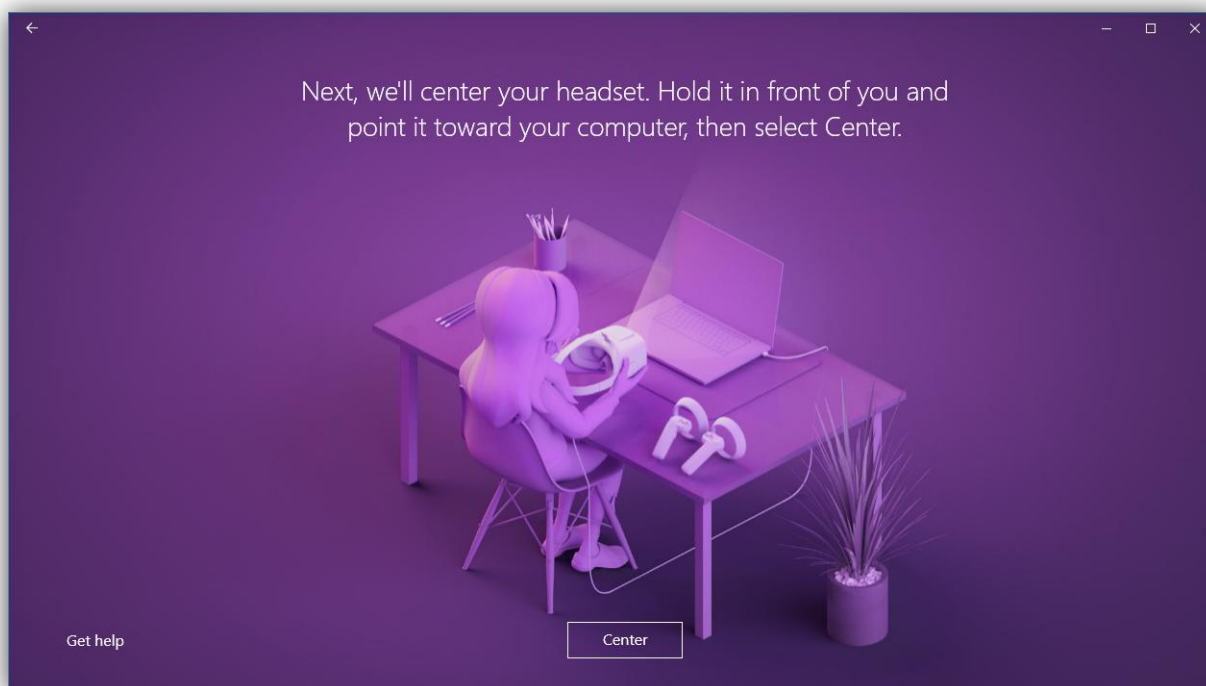 Next, we'll center your headset. Hold it in front of you and
point it toward your computer, then select Center.
Get help
Center